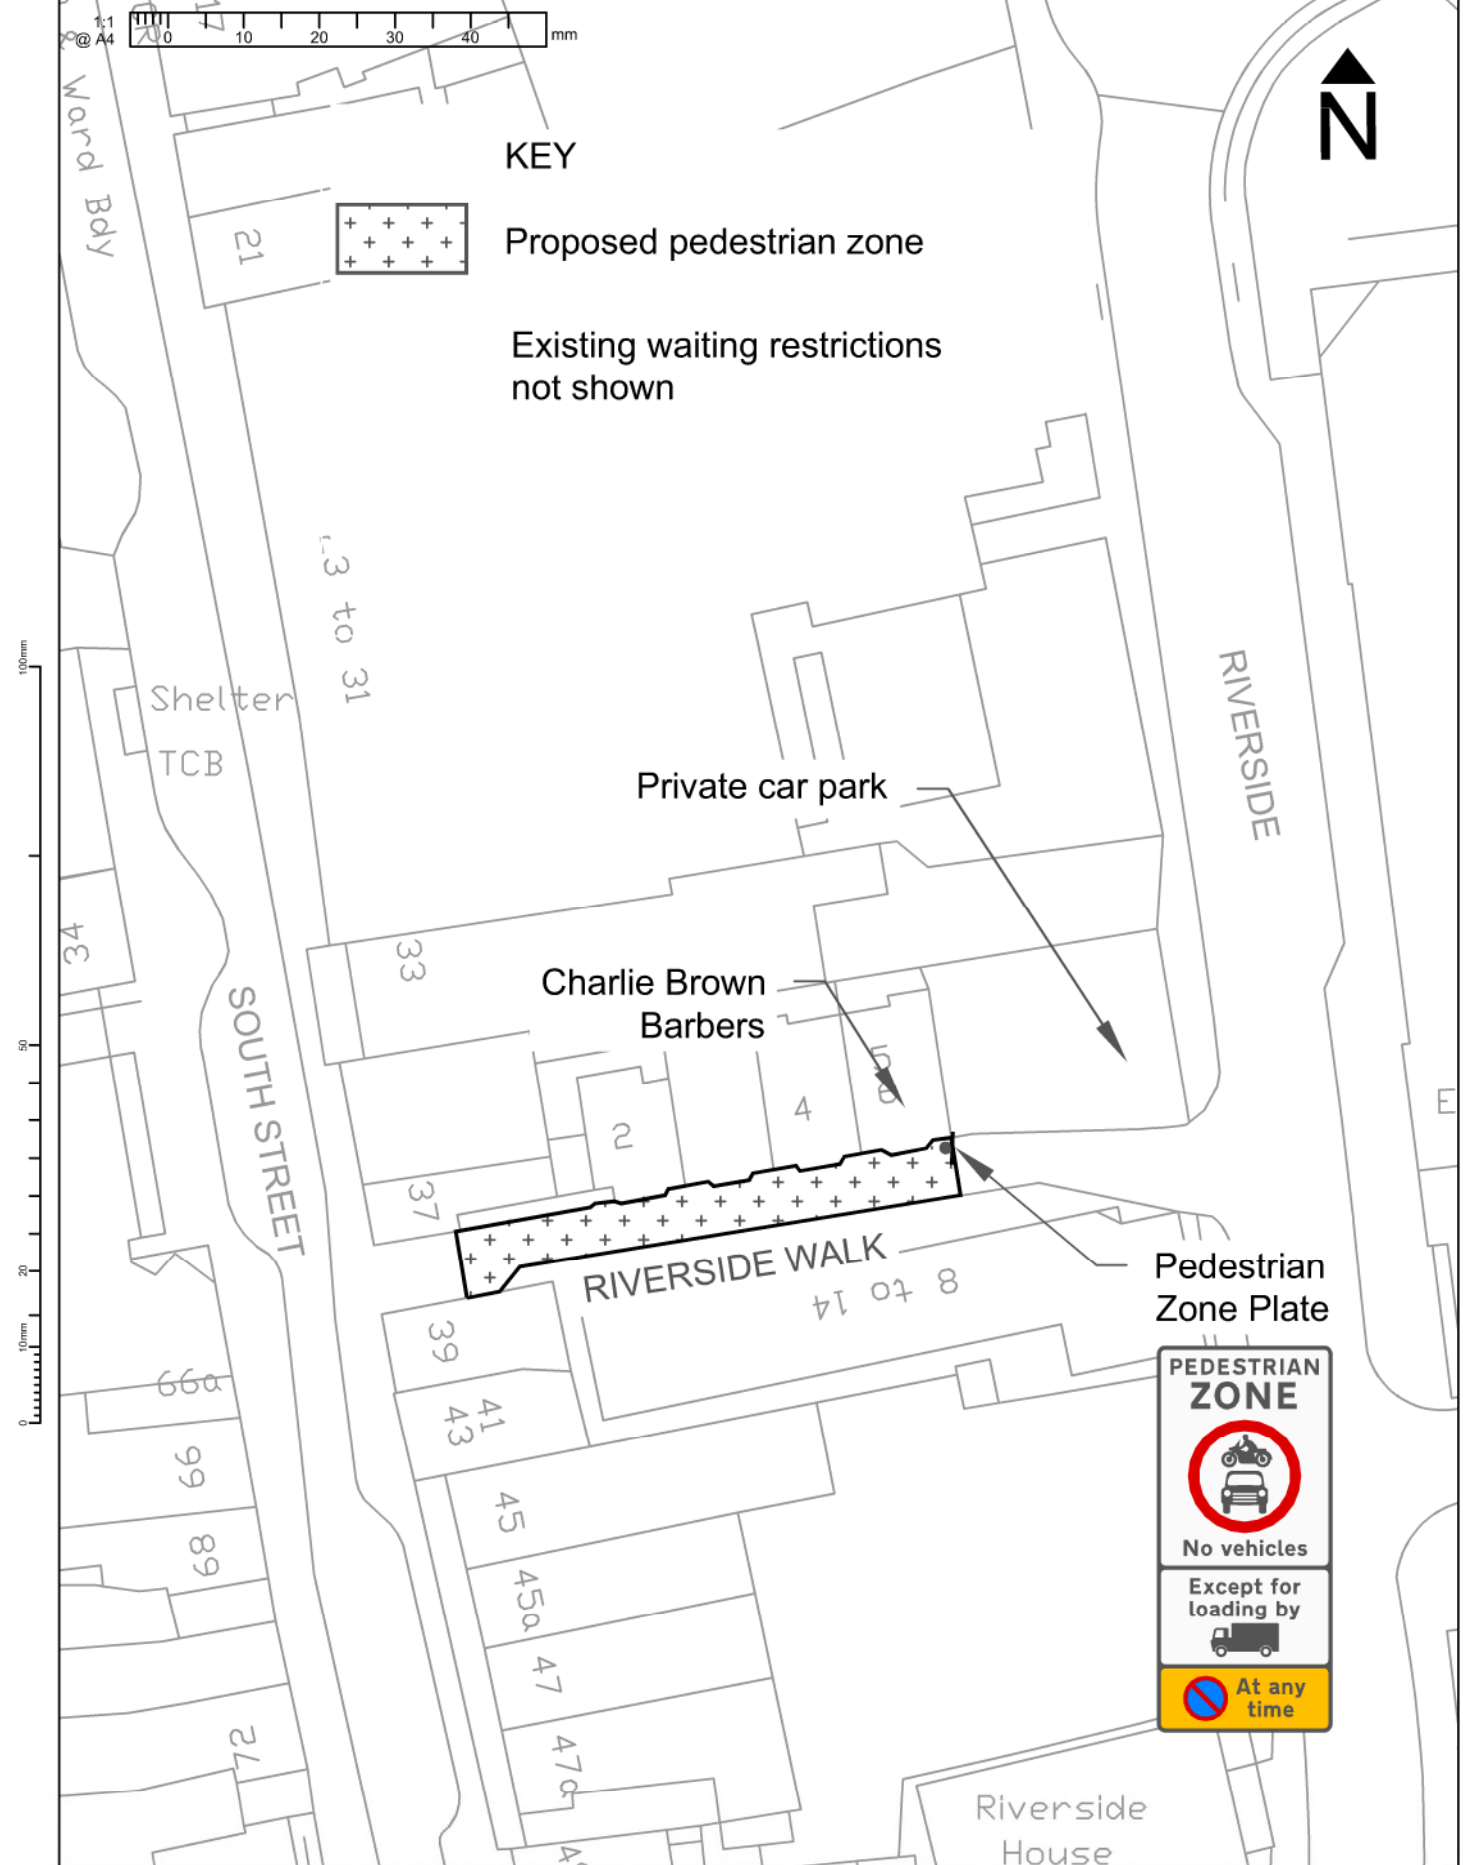 1:1
@ A4
0 10 20 30 40 mm
17
& Ward Bdy
N
KEY
Proposed pedestrian zone
21
Existing waiting restrictions
not shown
3 to 31
100mm
Shelter
TCB
RIVERSIDE
Private car park
34
33
Charlie Brown
Barbers
SOUTH STREET
50
4
2
E
37
RIVERSIDE WALK
8 to 14
Pedestrian
Zone Plate
20
10mm
0
39
66a
41
43
PEDESTRIAN
ZONE
No vehicles
Except for
loading by
At any
time
66
45
68
45a
47
72
47a
Riverside
House